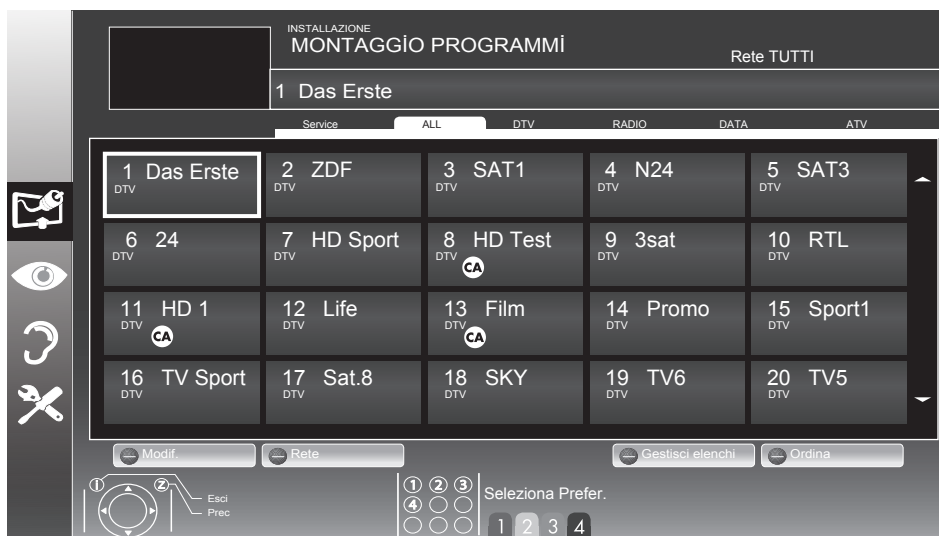 INSTALLAZIONE
MONTAGGİO PROGRAMMİ
Rete TUTTI
1 Das Erste
Service ALL DTV RADIO DATA ATV
1 Das Erste
DTV
2 ZDF
DTV
3 SAT1
DTV
4 N24
DTV
5 SAT3
DTV
6 24
DTV
7 HD Sport
DTV
8 HD Test
DTV
CA
9 3sat
DTV
10 RTL
DTV
11 HD 1
DTV
CA
12 Life
DTV
13 Film
DTV
CA
14 Promo
DTV
15 Sport1
DTV
16 TV Sport
DTV
17 Sat.8
DTV
18 SKY
DTV
19 TV6
DTV
20 TV5
DTV
Modif.
Rete
Gestisci elenchi
Ordina
1 Z
Esci
Prec
1 2 3
4
Seleziona Prefer.
1 2 3 4